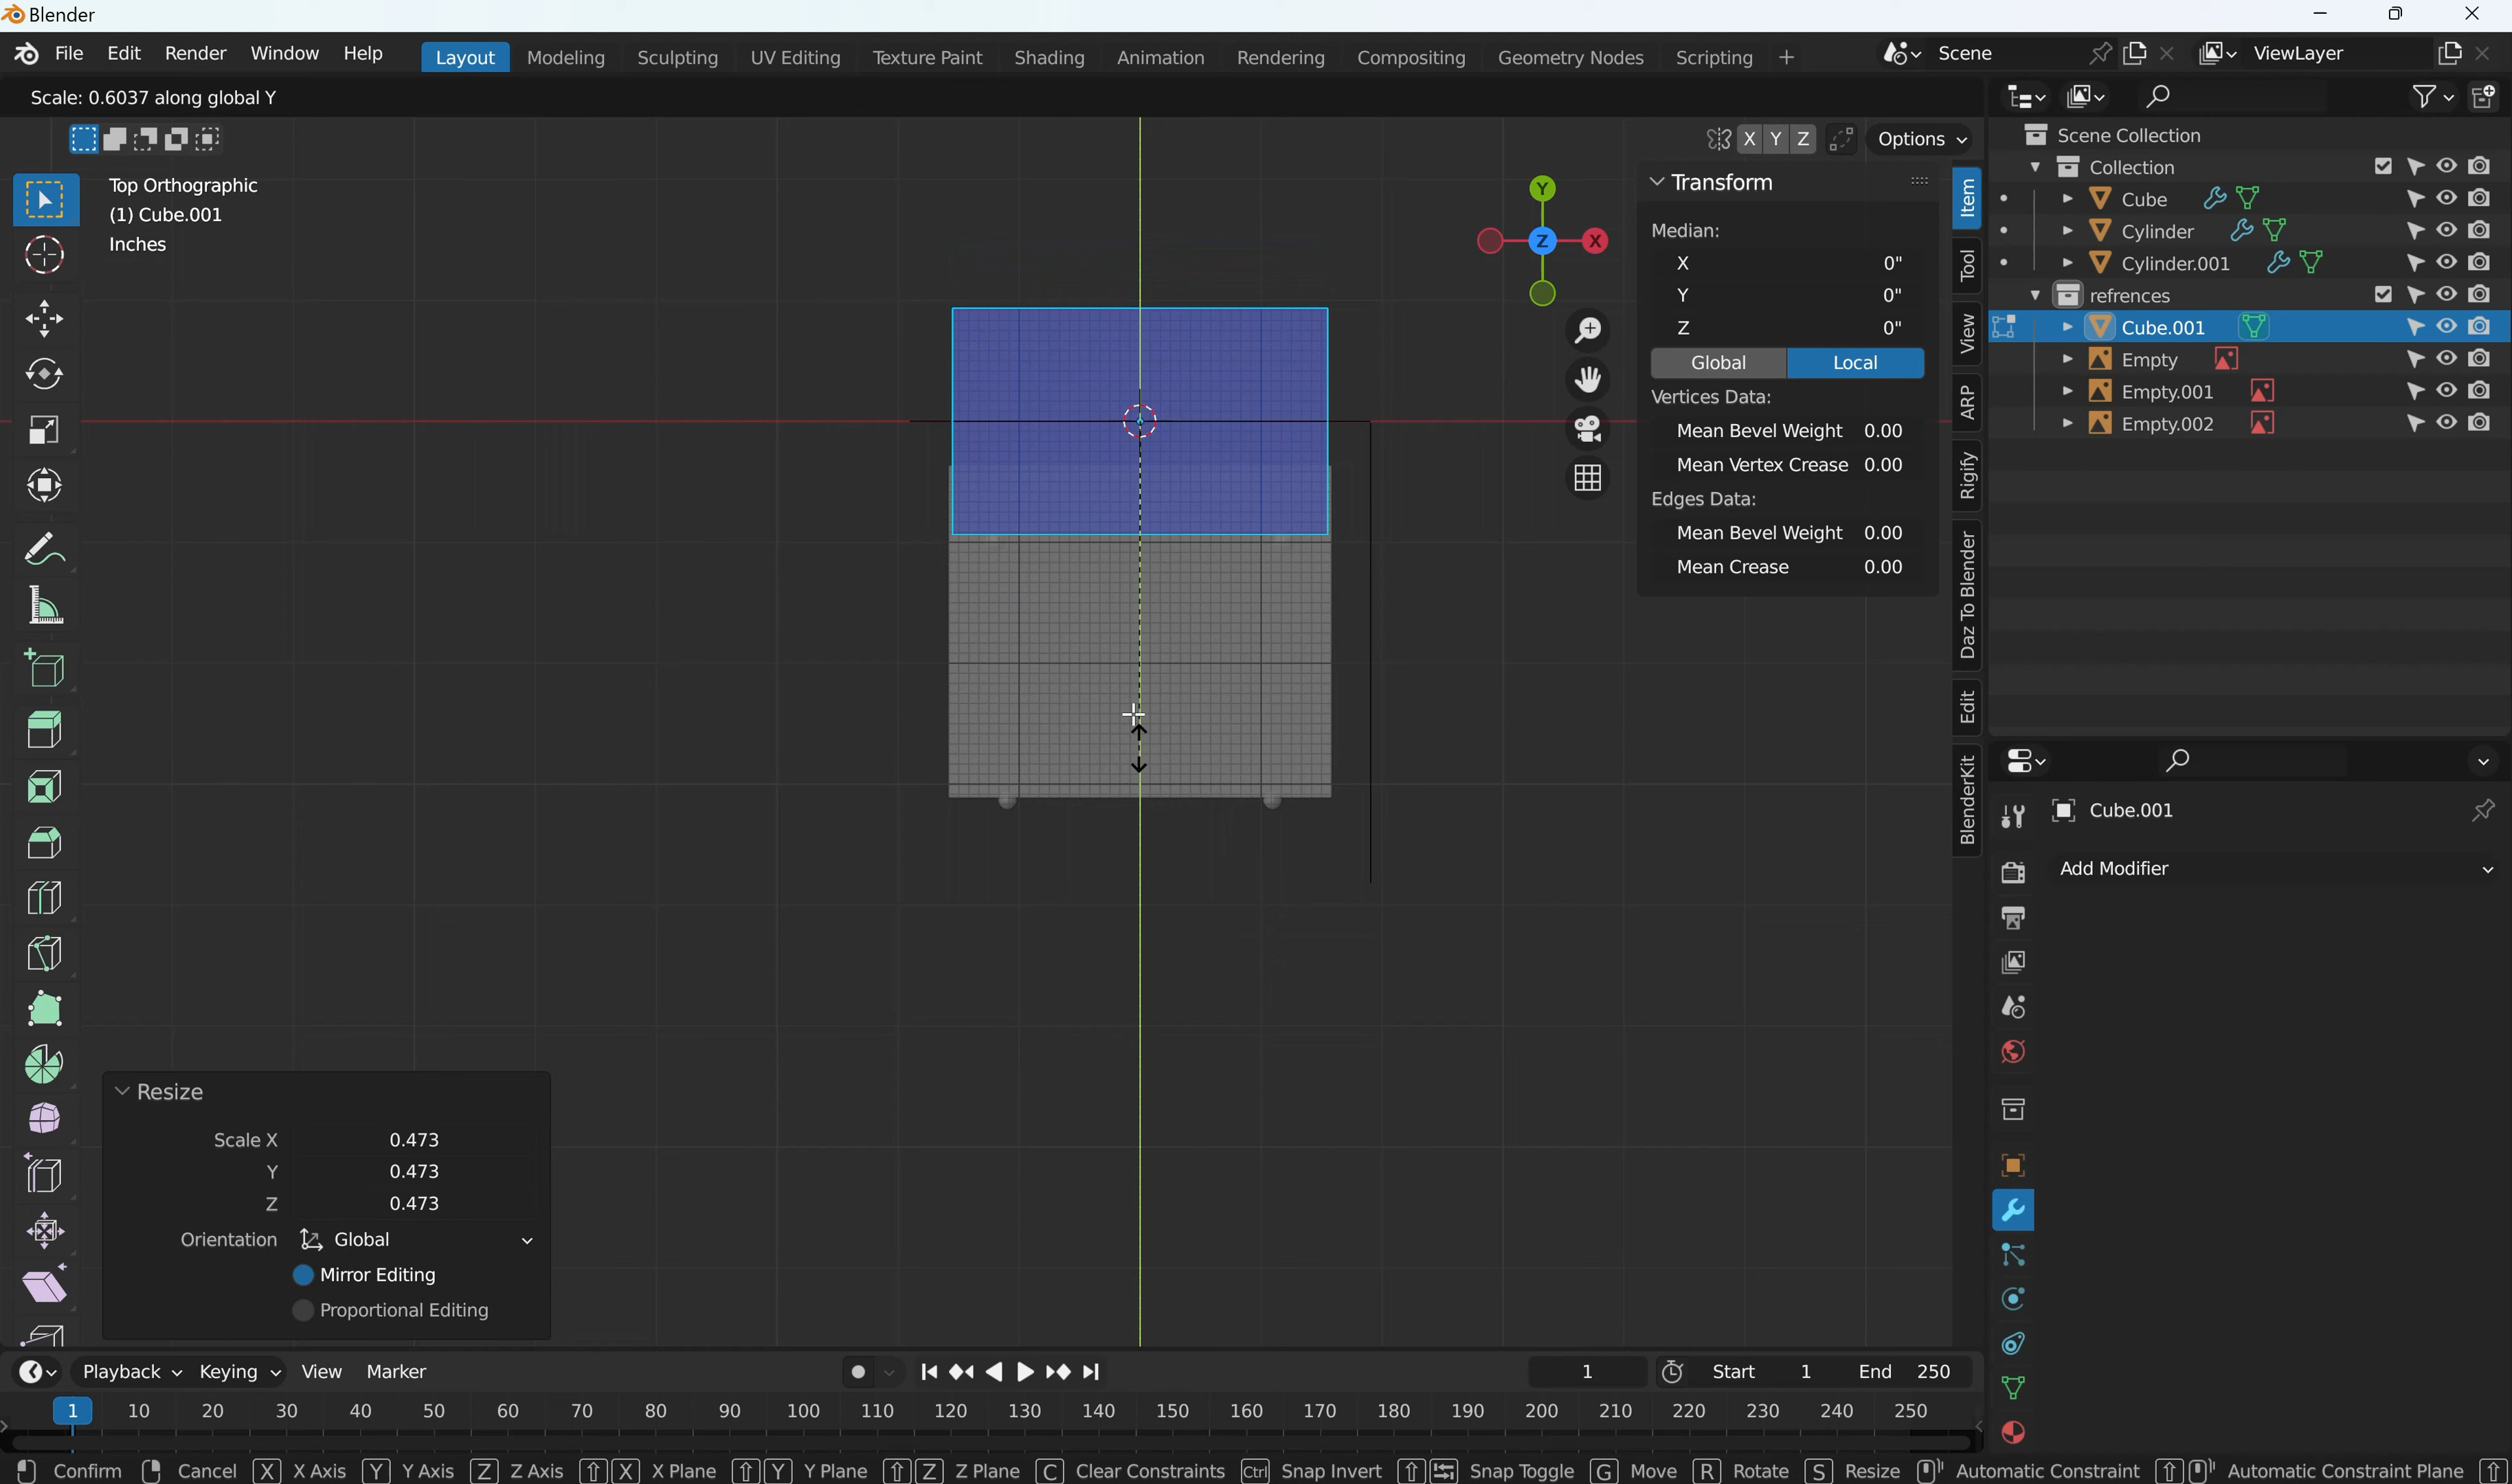 Blender
File Edit Render Window Help Layout Modeling Sculpting UV Editing Texture Paint Shading Animation Rendering Compositing Geometry Nodes Scripting + Scene ViewLayer
Scale: 0.6037 along global Y
X Y Z Options
Top Orthographic
(1) Cube.001
Inches
Y
Z X
Transform
Median:
X 0"
Y 0"
Z 0"
Global Local
Vertices Data:
Mean Bevel Weight 0.00
Mean Vertex Crease 0.00
Edges Data:
Mean Bevel Weight 0.00
Mean Crease 0.00
Item
Tool
View
ARP
Rigify
Daz To Blender
Edit
BlenderKit
Scene Collection
Collection
Cube
Cylinder
Cylinder.001
refrences
Cube.001
Empty
Empty.001
Empty.002
Cube.001
Add Modifier
Resize
Scale X 0.473
Y 0.473
Z 0.473
Orientation Global
Mirror Editing
Proportional Editing
Playback Keying View Marker 1 Start 1 End 250
1 10 20 30 40 50 60 70 80 90 100 110 120 130 140 150 160 170 180 190 200 210 220 230 240 250
Confirm Cancel X X Axis Y Y Axis Z Z Axis X X Plane Y Y Plane Z Z Plane C Clear Constraints Ctrl Snap Invert Snap Toggle G Move R Rotate S Resize Automatic Constraint Automatic Constraint Plane